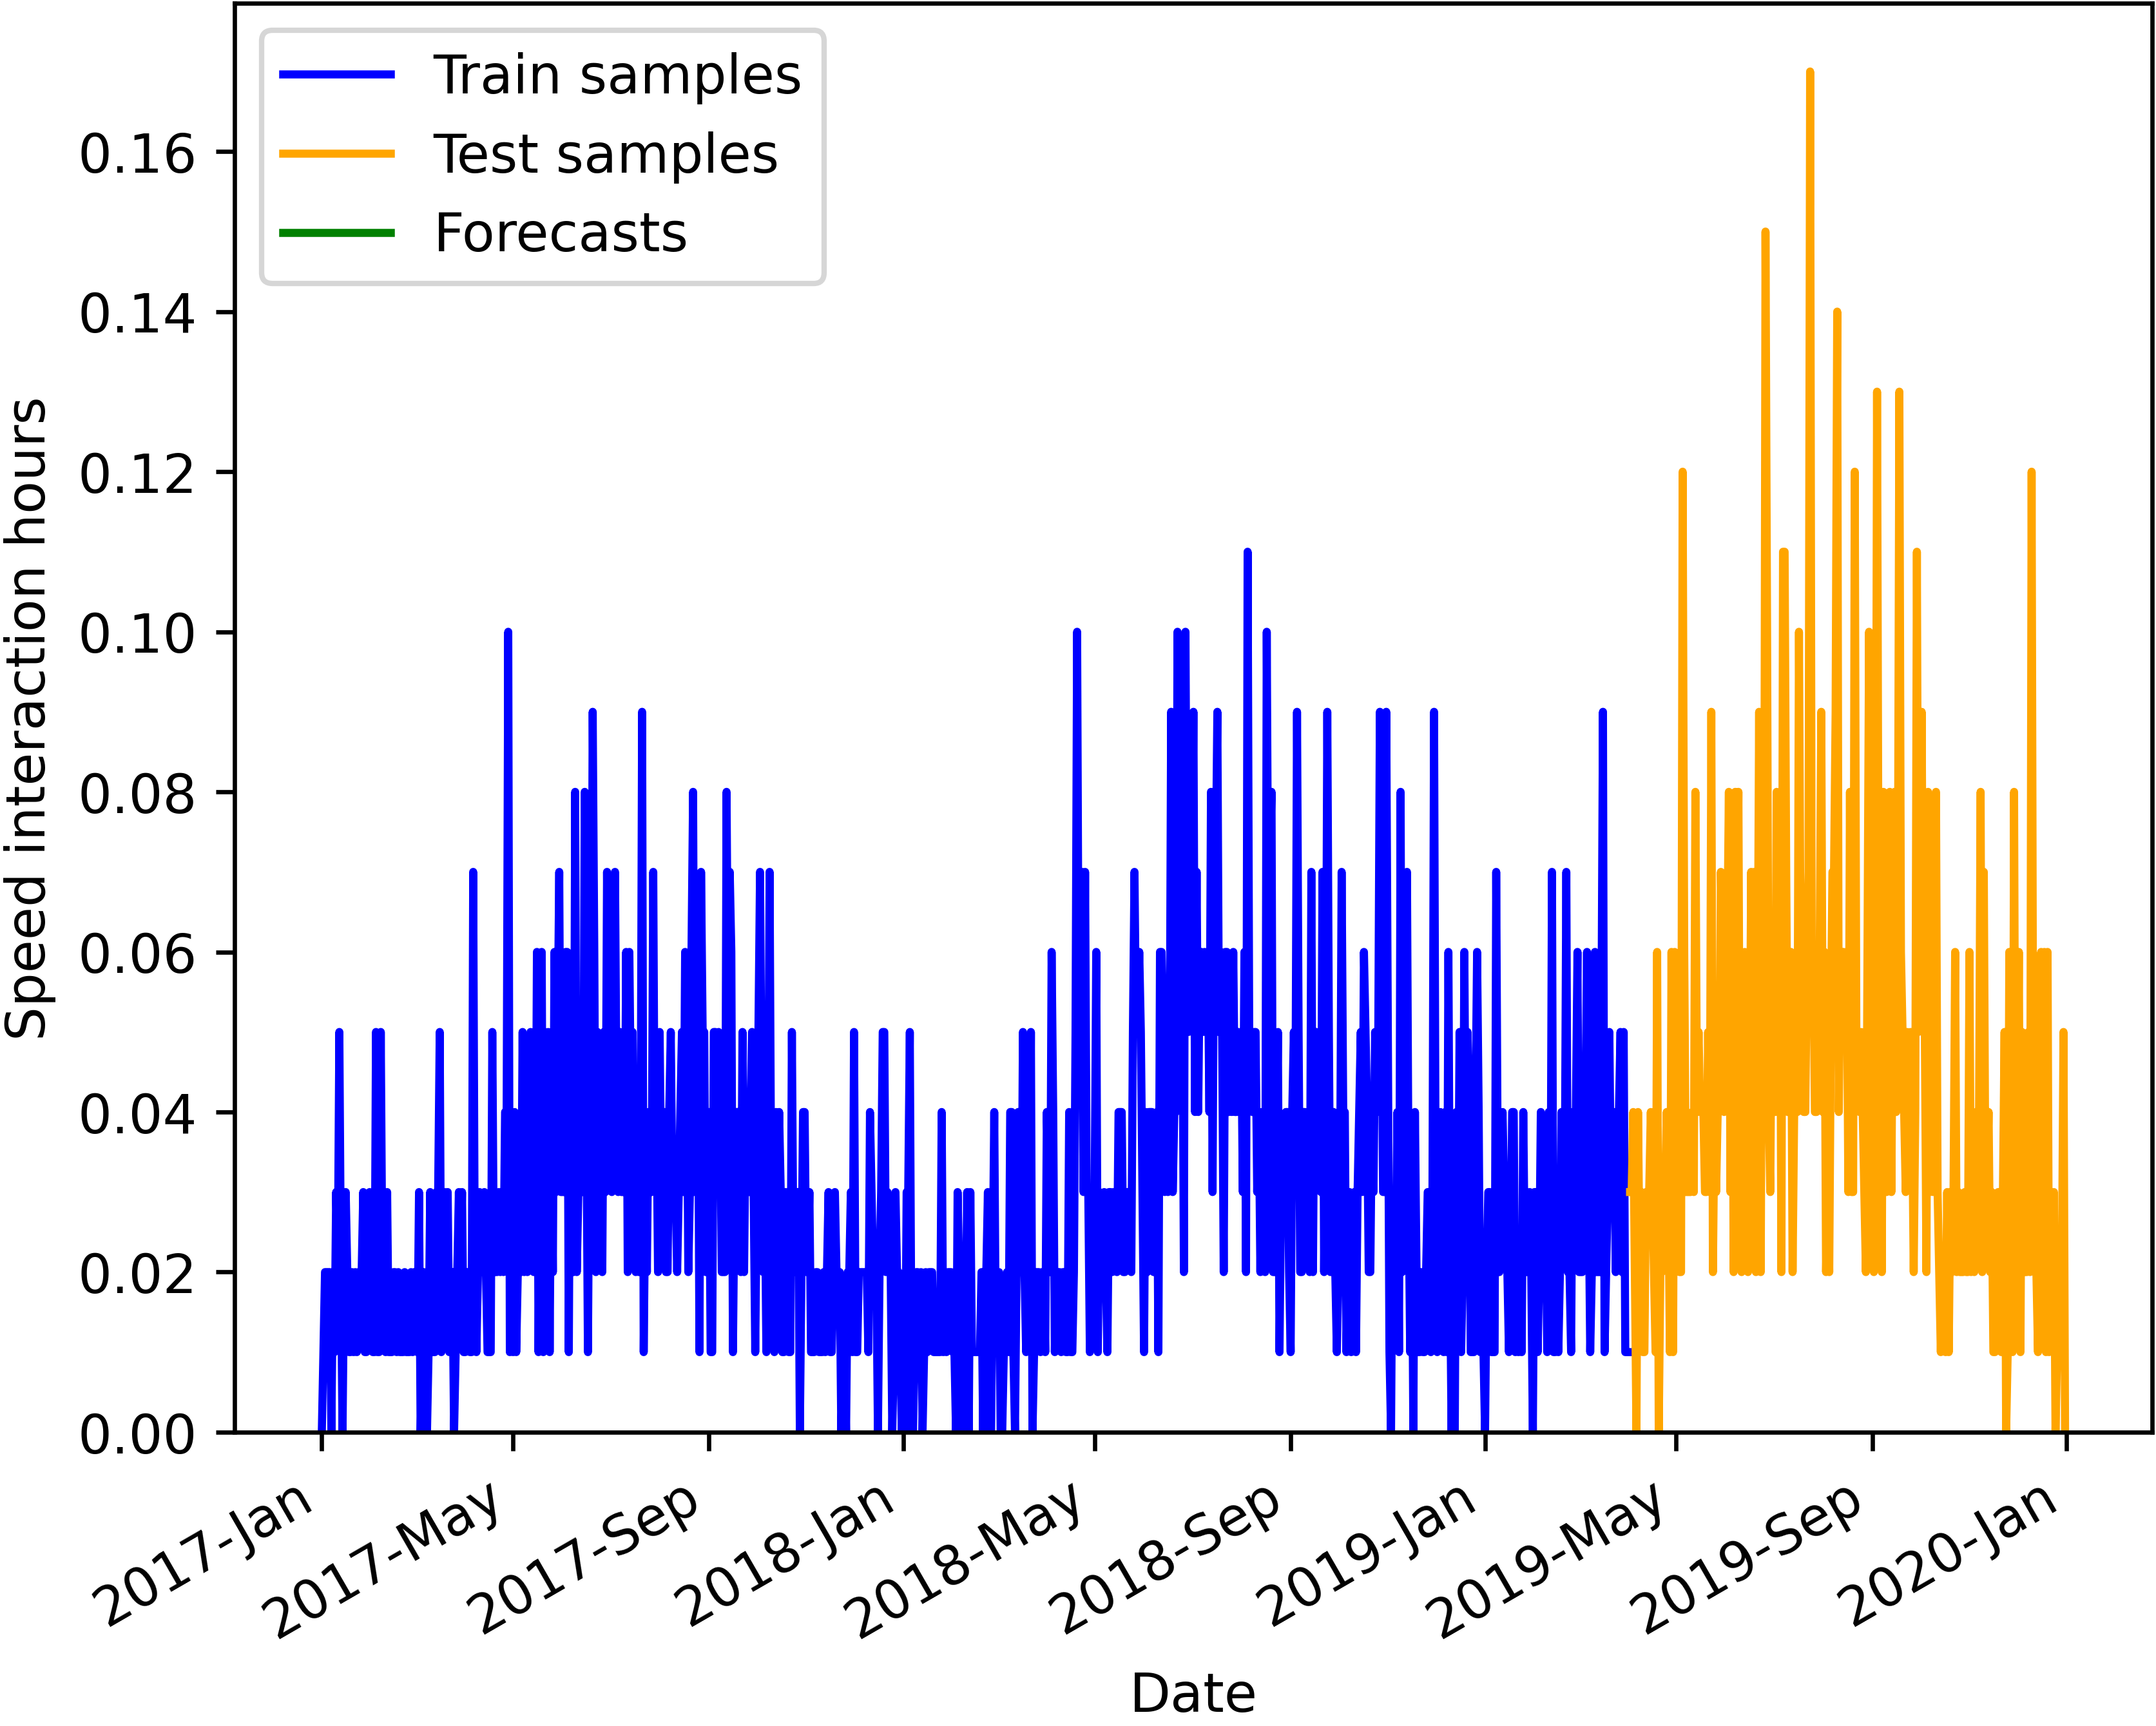 Train samples
Test samples
Forecasts
0.16
0.14
0.12
0.10
0.08
0.06
0.04
0.02
0.00
Speed interaction hours
2017-Jan
2017-May
2017-Sep
2018-Jan
2018-May
2018-Sep
2019-Jan
2019-May
2019-Sep
2020-Jan
Date